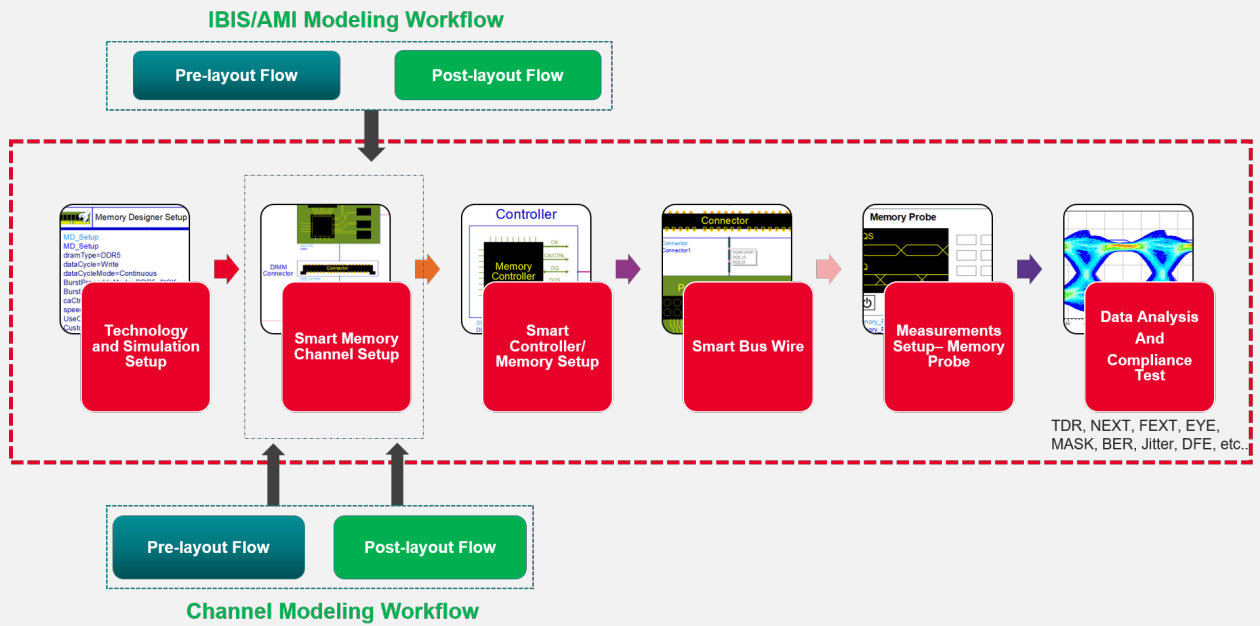 IBIS/AMI Modeling Workflow
Pre-layout Flow
Post-layout Flow
Memory Designer Setup
MD_Setup
MD_Setup
dramType=DDR5
dataCycle=Write
dataCycleMode=Continuous
Technology
and Simulation
Setup
DIMM
Connector
Connector
Smart Memory
Channel Setup
Controller
Memory
Controller
CK
CA/CTRL
DQ
DQS
Smart
Controller/
Memory Setup
Connector
Connector
Connector1
Smart Bus Wire
Memory Probe
QS
Q
Measurements
Setup– Memory
Probe
Data Analysis
And
Compliance
Test
TDR, NEXT, FEXT, EYE,
MASK, BER, Jitter, DFE, etc..
Pre-layout Flow
Post-layout Flow
Channel Modeling Workflow